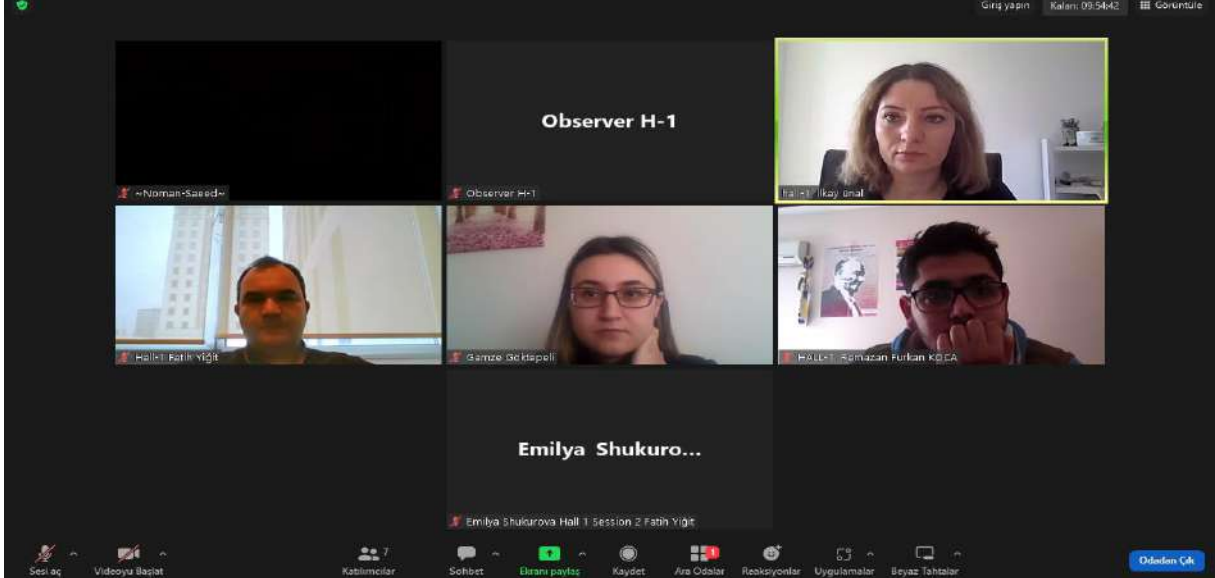 Giriş yapın Kalan: 09:54:42 Görüntüle
~Noman-Saeed~
Observer H-1
Observer H-1
hall-1 ilkay ünal
Hall-1 Fatih Yiğit
Gamze Göktepeli
HALL-1 Ramazan Furkan KOCA
Emilya Shukuro...
Emilya Shukurova Hall 1 Session 2 Fatih Yiğit
Sesi aç Videoyu Başlat Katılımcılar 7 Sohbet Ekranı paylaş Kaydet Ara Odalar 1 Reaksiyonlar Uygulamalar Beyaz Tahtalar Odadan Çık